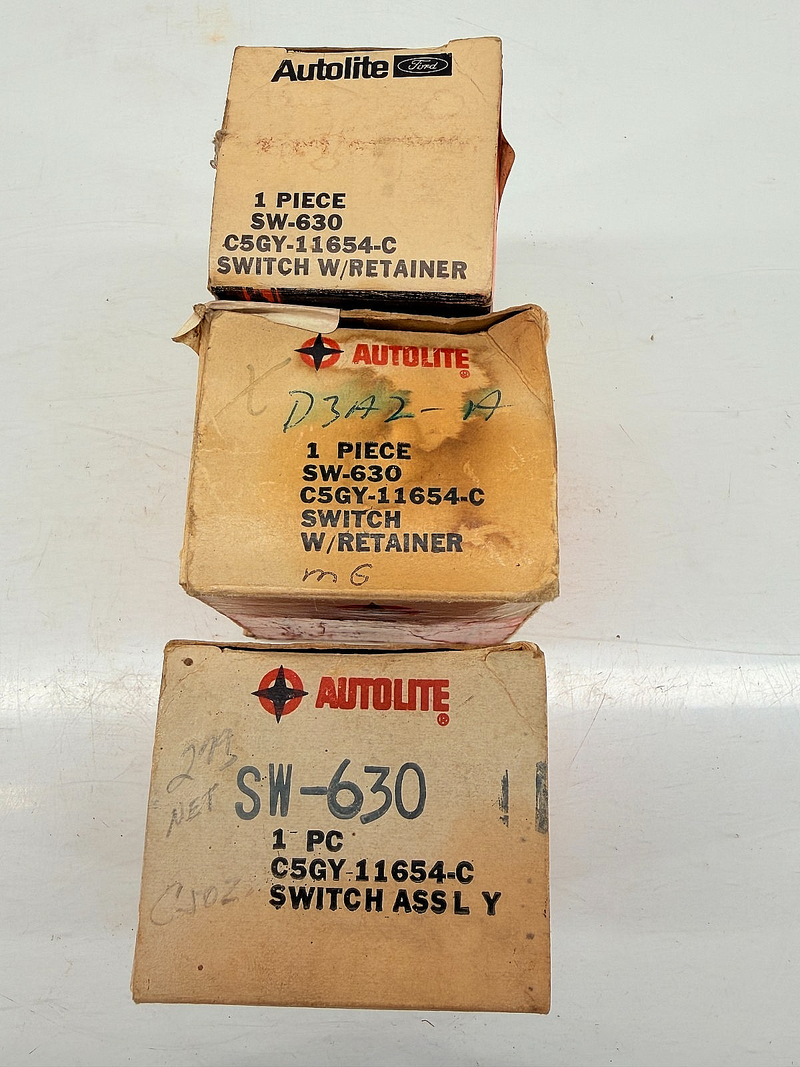 Autolite Ford
1 PIECE
SW-630
C5GY-11654-C
SWITCH W/RETAINER
AUTOLITE
®
D3AZ-A
1 PIECE
SW-630
C5GY-11654-C
SWITCH
W/RETAINER
m G
AUTOLITE
®
SW-630
NET
1 PC
C5GY-11654-C
SWITCH ASSL Y